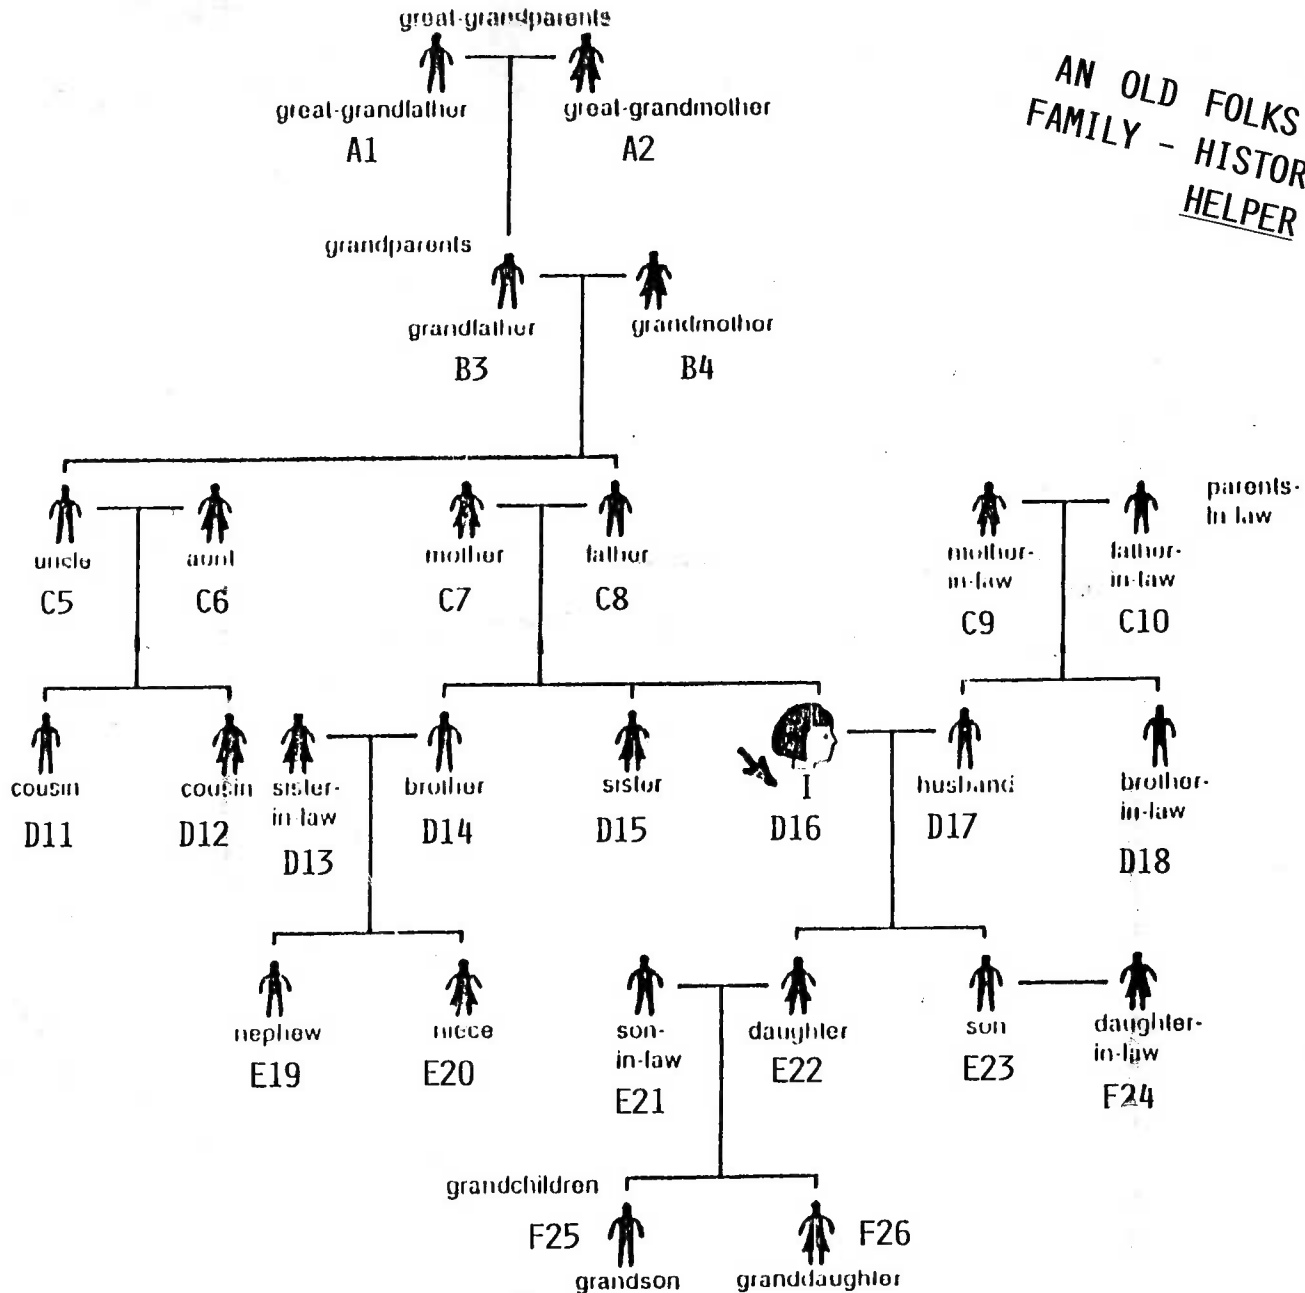 great-grandparents
great-grandfather
great-grandmother
A1
A2
AN OLD FOLKS
FAMILY - HISTOR
HELPER
grandparents
grandfather
grandmother
B3
B4
uncle
aunt
mother
father
mother-
in-law
father-
in-law
parents-
in law
C5
C6
C7
C8
C9
C10
cousin
cousin
sister-
in-law
brother
sister
I
husband
brother-
in-law
D11
D12
D13
D14
D15
D16
D17
D18
nephew
niece
son-
in-law
daughter
son
daughter-
in-law
E19
E20
E21
E22
E23
F24
grandchildren
F25
F26
grandson
granddaughter